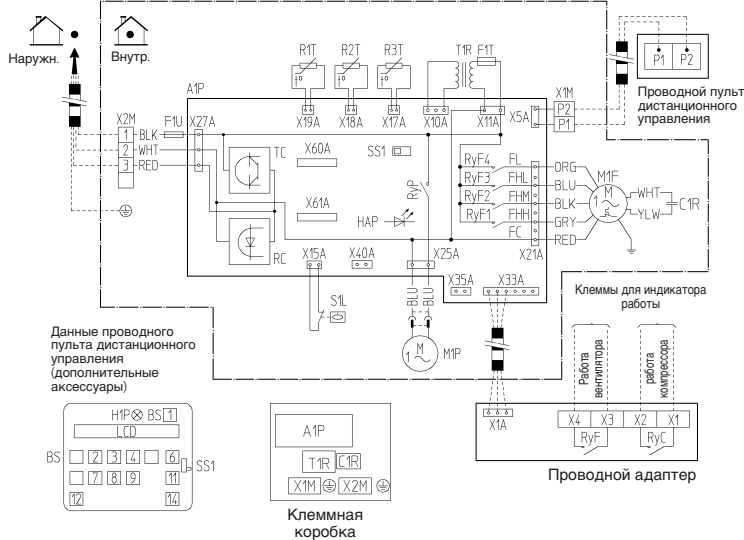 Наружн.
Внутр.
R1T
R2T
R3T
T1R
F1T
P1
P2
Проводной пульт
дистанционного
управления
A1P
X19A
X18A
X17A
X10A
X11A
X5A
X1M
P2
P1
X2M
F1U
X27A
1
BLK
2
WHT
3
RED
TC
X60A
SS1
RyP
X61A
HAP
RC
RyF4
FL
ORG
RyF3
FHL
BLU
RyF2
FHM
BLK
RyF1
FHH
GRY
FC
RED
X21A
M1F
M
1
WHT
YLW
C1R
X15A
X40A
X25A
X35A
X33A
S1L
BLU
BLU
M
1
M1P
Клеммы для индикатора
работы
Работа
вентилятора
работа
компрессора
X1A
X4
X3
X2
X1
RyF
RyC
Проводной адаптер
Данные проводного
пульта дистанционного
управления
(дополнительные
аксессуары)
H1P
BS
1
LCD
BS
2
3
4
6
SS1
7
8
9
11
12
14
A1P
T1R
C1R
X1M
X2M
Клеммная
коробка